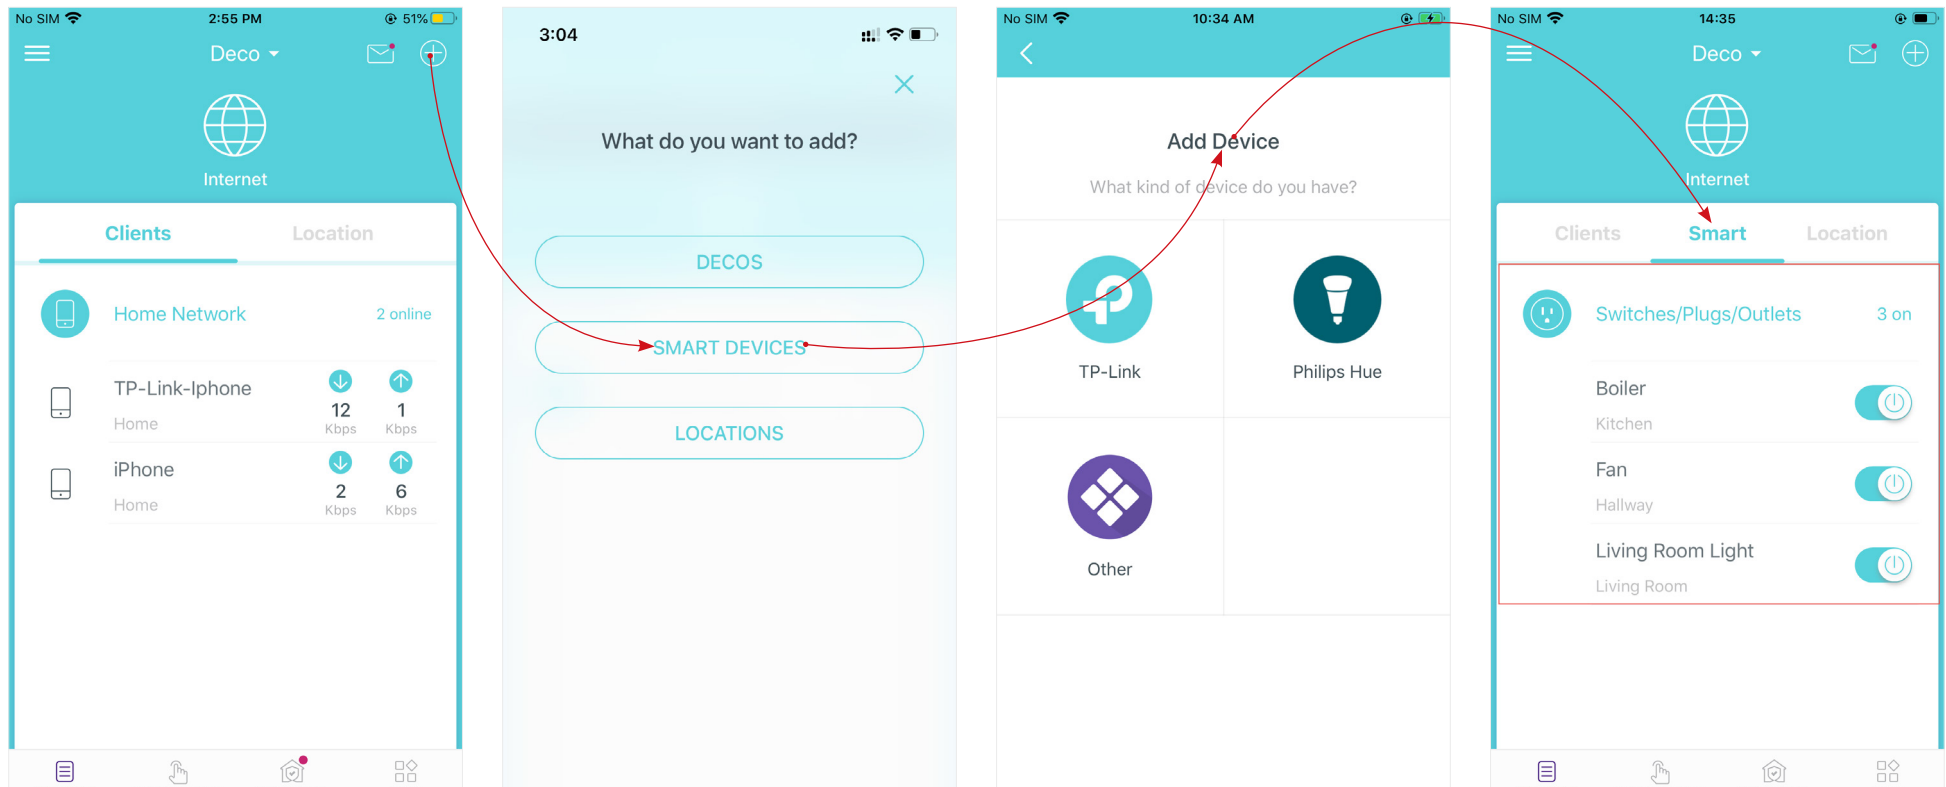 No SIM 2:55 PM 51%
Deco
Internet
Clients Location
Home Network 2 online
TP-Link-Iphone
Home
12 1
Kbps Kbps
iPhone
Home
2 6
Kbps Kbps
3:04
What do you want to add?
DECOS
SMART DEVICES
LOCATIONS
No SIM 10:34 AM
Add Device
What kind of device do you have?
TP-Link Philips Hue
Other
No SIM 14:35
Deco
Internet
Clients Smart Location
Switches/Plugs/Outlets 3 on
Boiler
Kitchen
Fan
Hallway
Living Room Light
Living Room